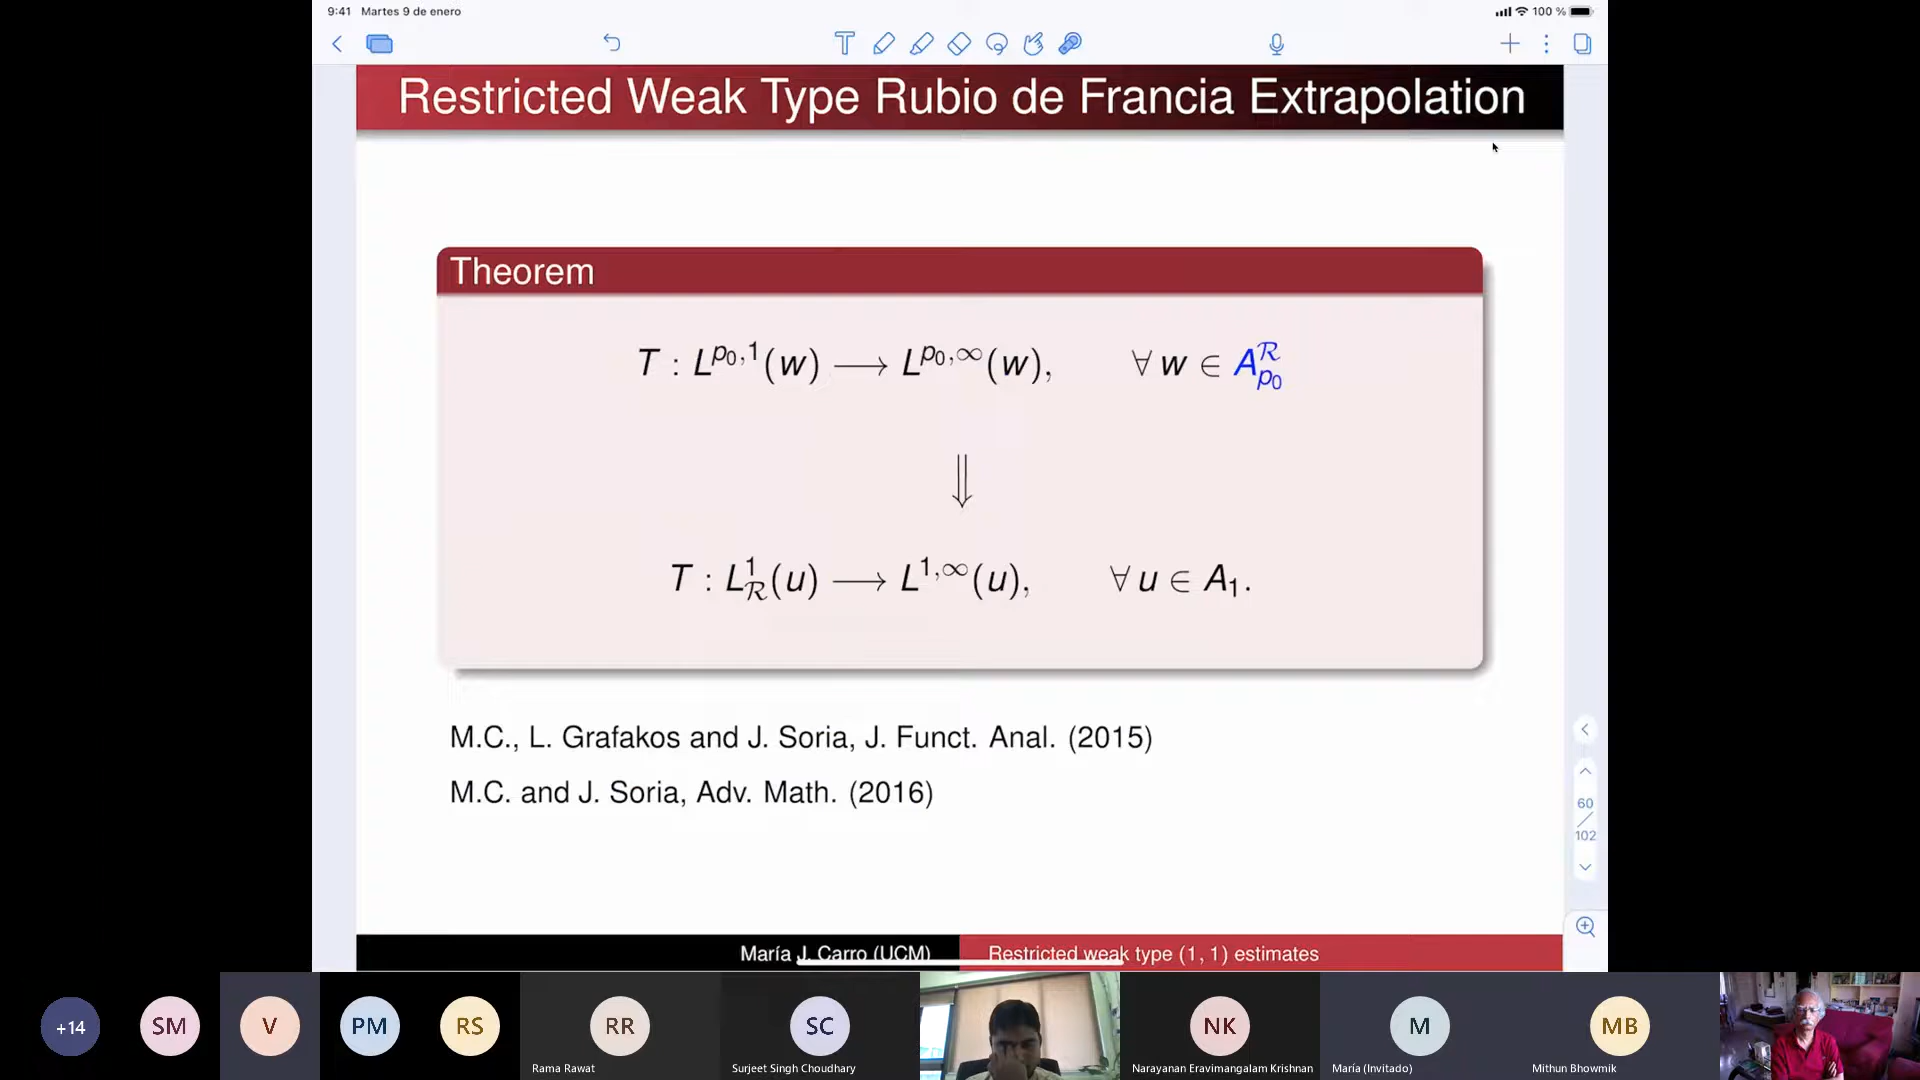 9:41 Martes 9 de enero
100 %
Restricted Weak Type Rubio de Francia Extrapolation
Theorem
T : L^{p_0,1}(w) ⟶ L^{p_0,∞}(w), ∀ w ∈ A^ℛ_{p_0}
⇓
T : L^1_ℛ(u) ⟶ L^{1,∞}(u), ∀ u ∈ A_1.
M.C., L. Grafakos and J. Soria, J. Funct. Anal. (2015)
M.C. and J. Soria, Adv. Math. (2016)
60
102
María J. Carro (UCM) Restricted weak type (1, 1) estimates
+14 SM V PM RS RR SC NK M MB
Rama Rawat Surjeet Singh Choudhary Narayanan Eravimangalam Krishnan María (Invitado) Mithun Bhowmik